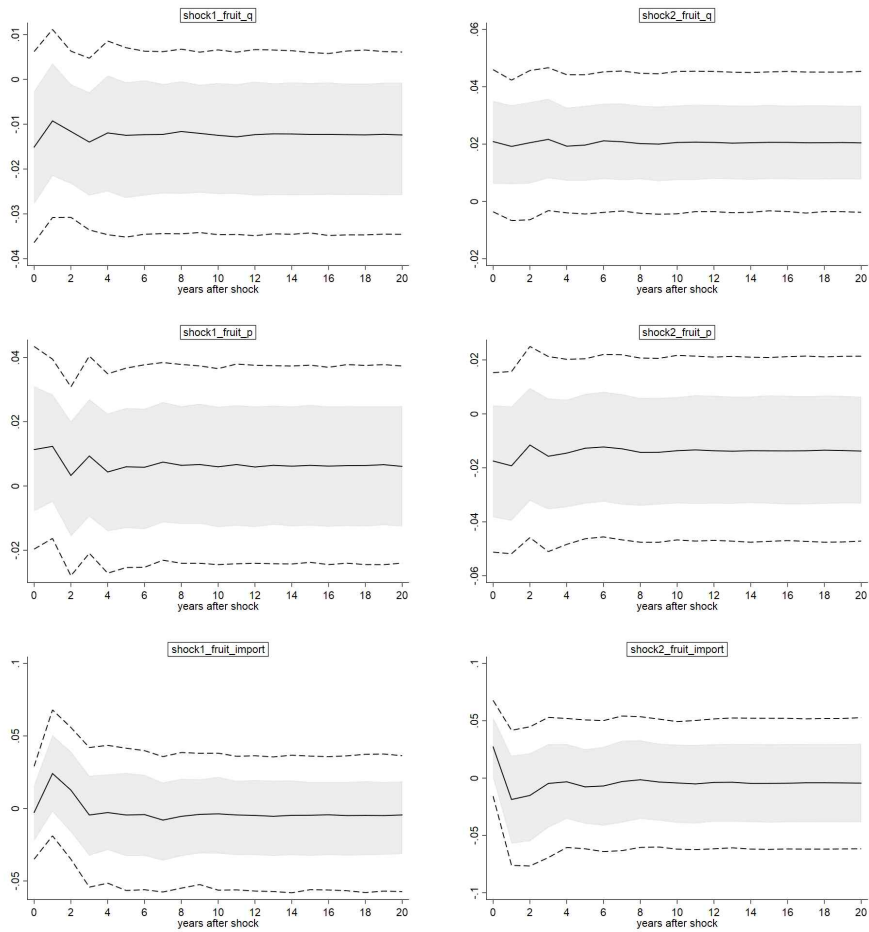 shock1_fruit_q
.01
0
-.01
-.02
-.03
-.04
0 2 4 6 8 10 12 14 16 18 20
years after shock
shock2_fruit_q
.06
.04
.02
0
-.02
0 2 4 6 8 10 12 14 16 18 20
years after shock
shock1_fruit_p
.04
.02
0
-.02
0 2 4 6 8 10 12 14 16 18 20
years after shock
shock2_fruit_p
.02
0
-.02
-.04
-.06
0 2 4 6 8 10 12 14 16 18 20
years after shock
shock1_fruit_import
.1
.05
0
-.05
0 2 4 6 8 10 12 14 16 18 20
years after shock
shock2_fruit_import
.1
.05
0
-.05
-.1
0 2 4 6 8 10 12 14 16 18 20
years after shock